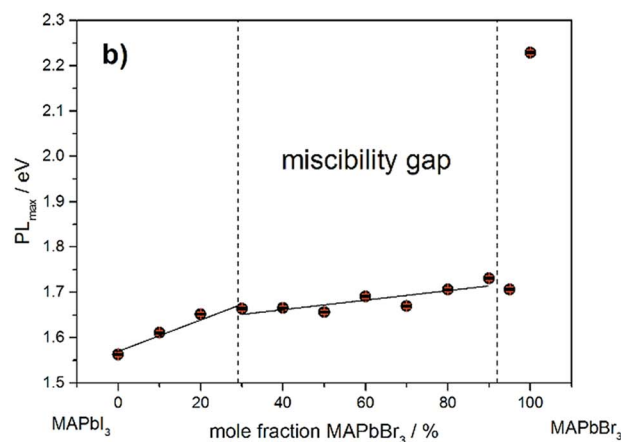 b)
2.3
2.2
2.1
2.0
1.9
1.8
1.7
1.6
1.5
PLmax / eV
miscibility gap
0 20 40 60 80 100
MAPbI3 mole fraction MAPbBr3 / % MAPbBr3